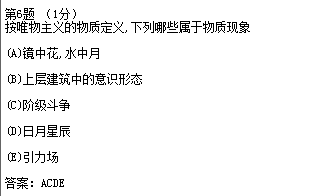 第6题 （1分）
按唯物主义的物质定义,下列哪些属于物质现象
(A)镜中花,水中月
(B)上层建筑中的意识形态
(C)阶级斗争
(D)日月星辰
(E)引力场
答案：ACDE